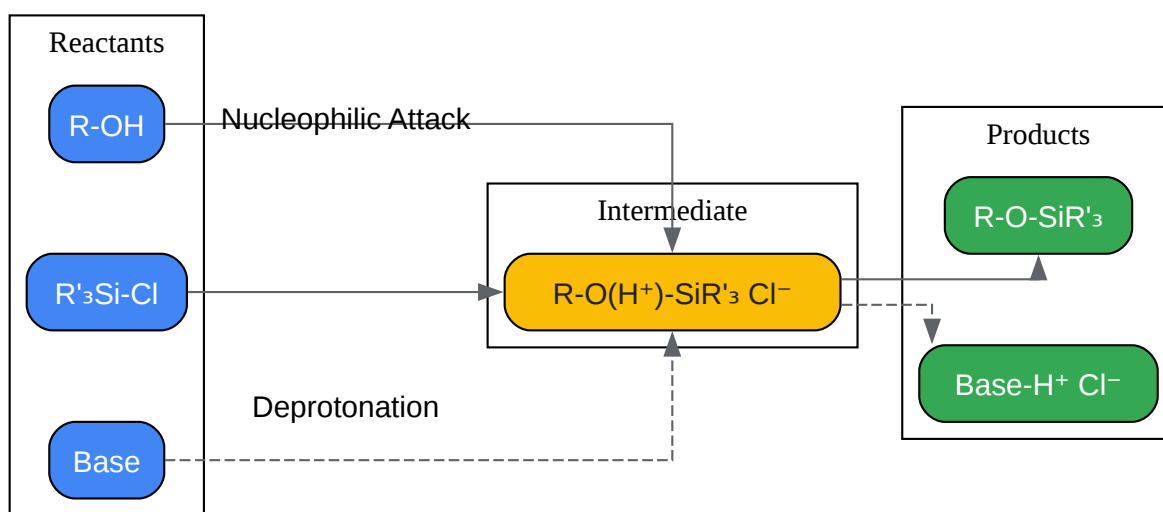 Reactants
R-OH
Nucleophilic Attack
R'₃Si-Cl
Deprotonation
Base
Intermediate
R-O(H⁺)-SiR'₃ Cl⁻
Products
R-O-SiR'₃
Base-H⁺ Cl⁻